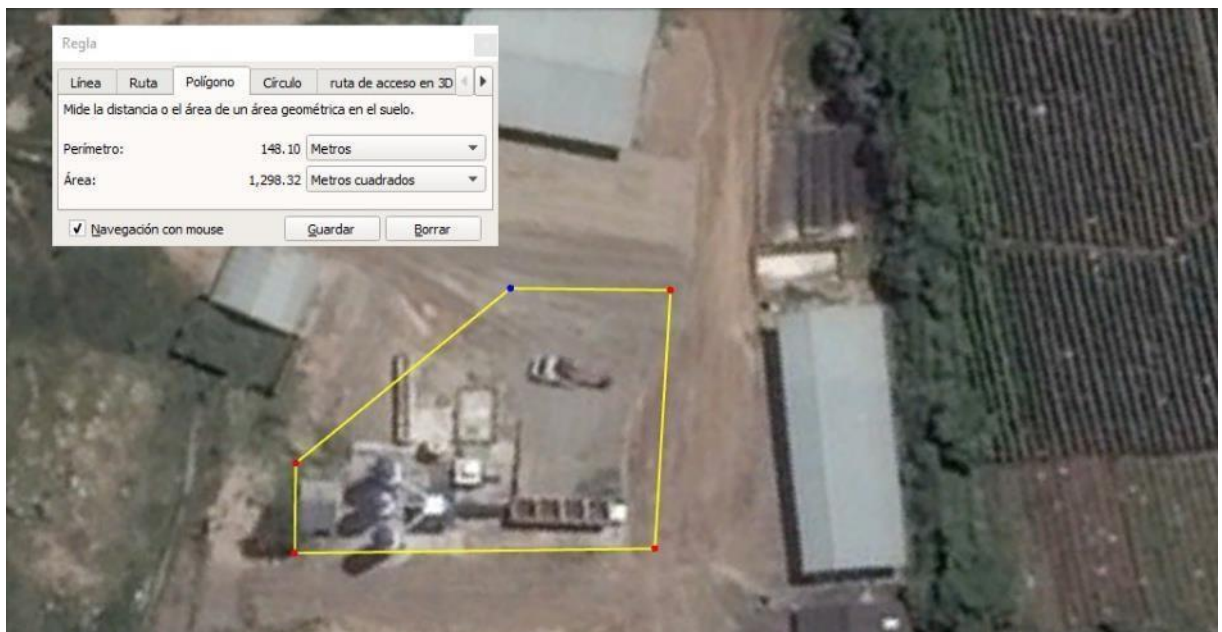 Regla
Línea Ruta Polígono Círculo ruta de acceso en 3D
Mide la distancia o el área de un área geométrica en el suelo.
Perímetro: 148.10 Metros
Área: 1,298.32 Metros cuadrados
Navegación con mouse Guardar Borrar